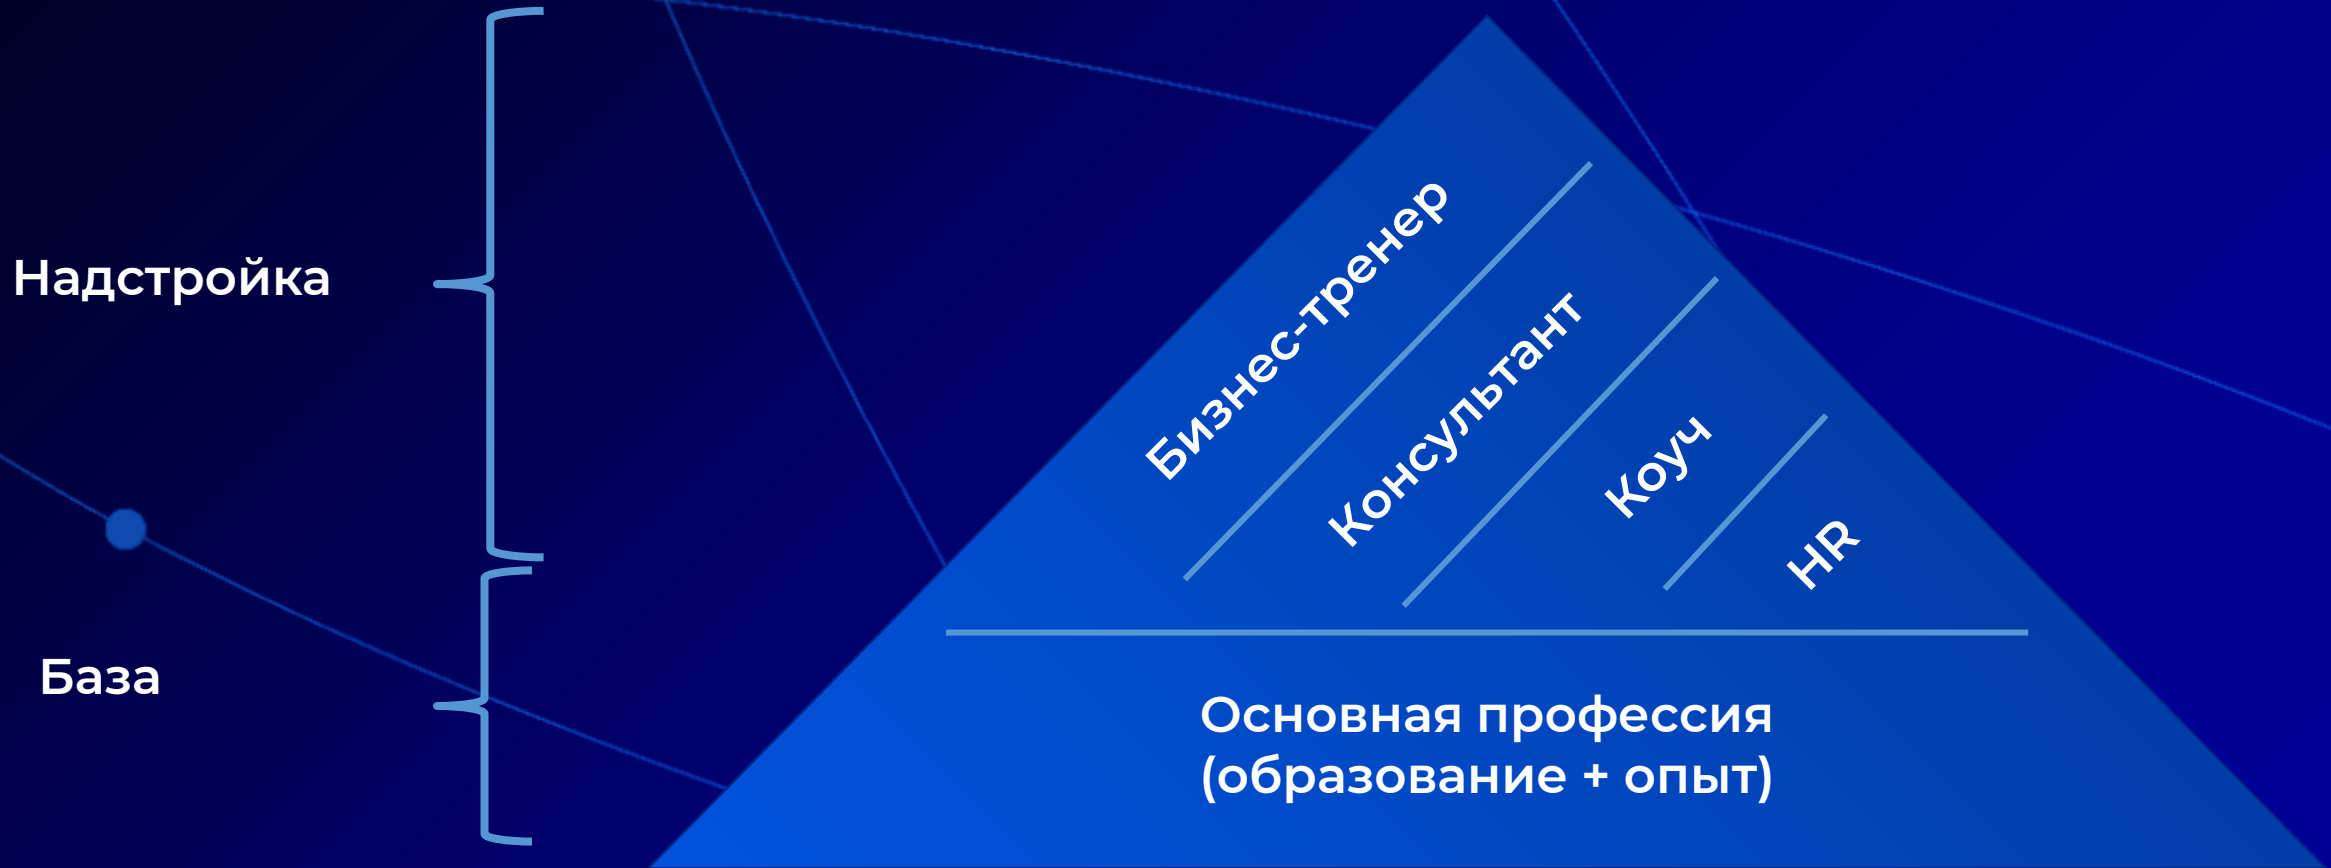 Надстройка
Бизнес-тренер
Консультант
Коуч
HR
База
Основная профессия
(образование + опыт)